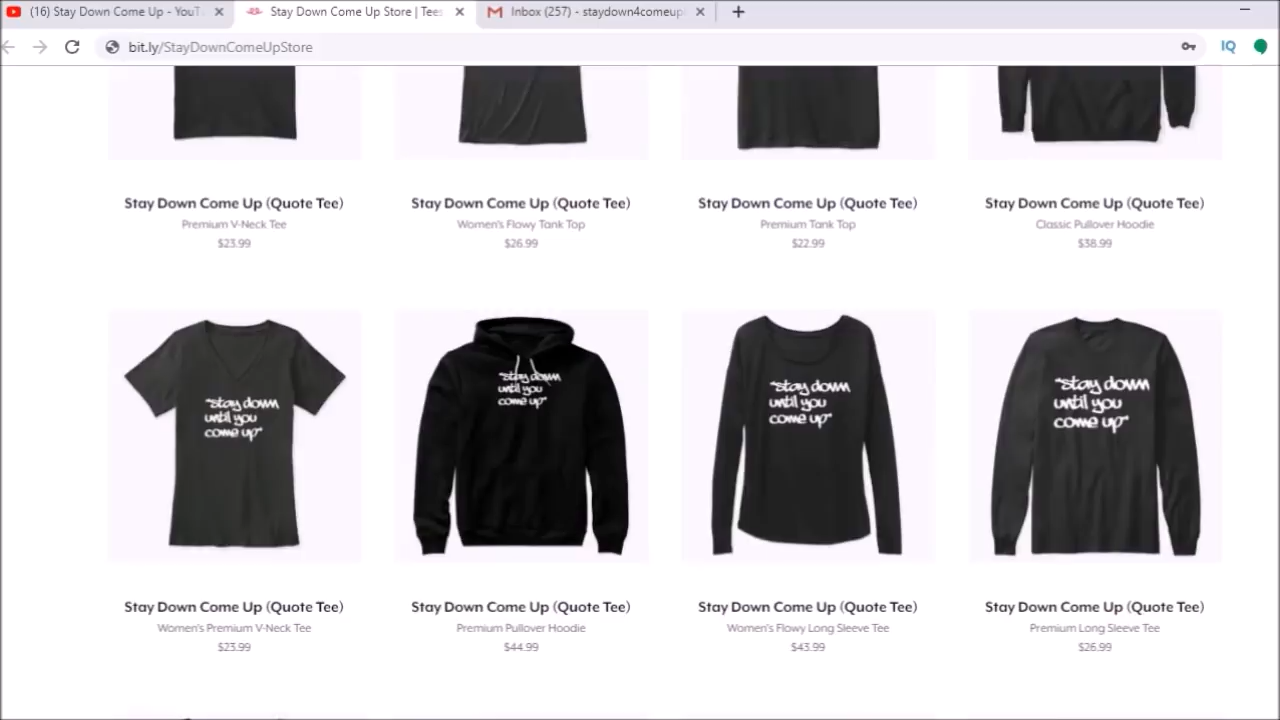 (16) Stay Down Come Up - YouT
Stay Down Come Up Store | Tees
Inbox (257) - staydown4comeup
bit.ly/StayDownComeUpStore
IQ
Stay Down Come Up (Quote Tee)
Premium V-Neck Tee
$23.99
Stay Down Come Up (Quote Tee)
Women's Flowy Tank Top
$26.99
Stay Down Come Up (Quote Tee)
Premium Tank Top
$22.99
Stay Down Come Up (Quote Tee)
Classic Pullover Hoodie
$38.99
"stay down
until you
come up"
"stay down
until you
come up"
"stay down
until you
come up"
"stay down
until you
come up"
Stay Down Come Up (Quote Tee)
Women's Premium V-Neck Tee
$23.99
Stay Down Come Up (Quote Tee)
Premium Pullover Hoodie
$44.99
Stay Down Come Up (Quote Tee)
Women's Flowy Long Sleeve Tee
$43.99
Stay Down Come Up (Quote Tee)
Premium Long Sleeve Tee
$26.99